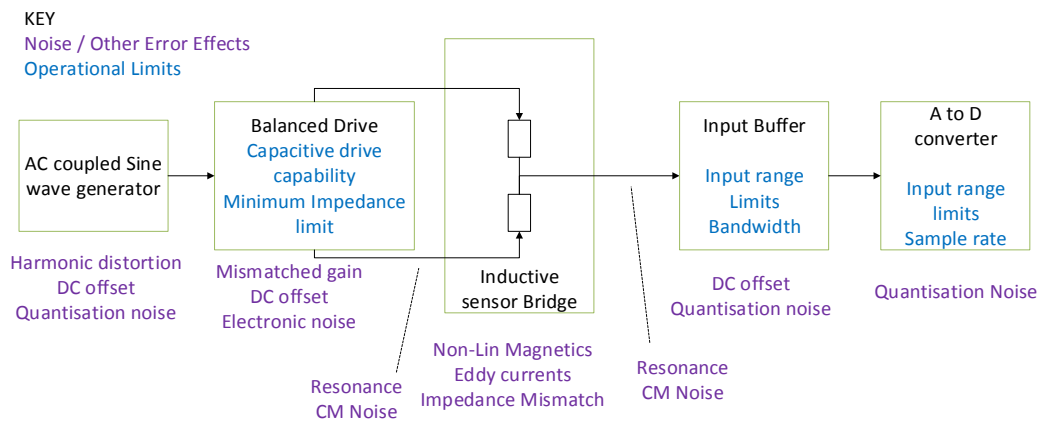 KEY
Noise / Other Error Effects
Operational Limits
AC coupled Sine
wave generator
Harmonic distortion
DC offset
Quantisation noise
Balanced Drive
Capacitive drive
capability
Minimum Impedance
limit
Mismatched gain
DC offset
Electronic noise
Resonance
CM Noise
Inductive
sensor Bridge
Non-Lin Magnetics
Eddy currents
Impedance Mismatch
Resonance
CM Noise
Input Buffer
Input range
Limits
Bandwidth
DC offset
Quantisation noise
A to D
converter
Input range
limits
Sample rate
Quantisation Noise